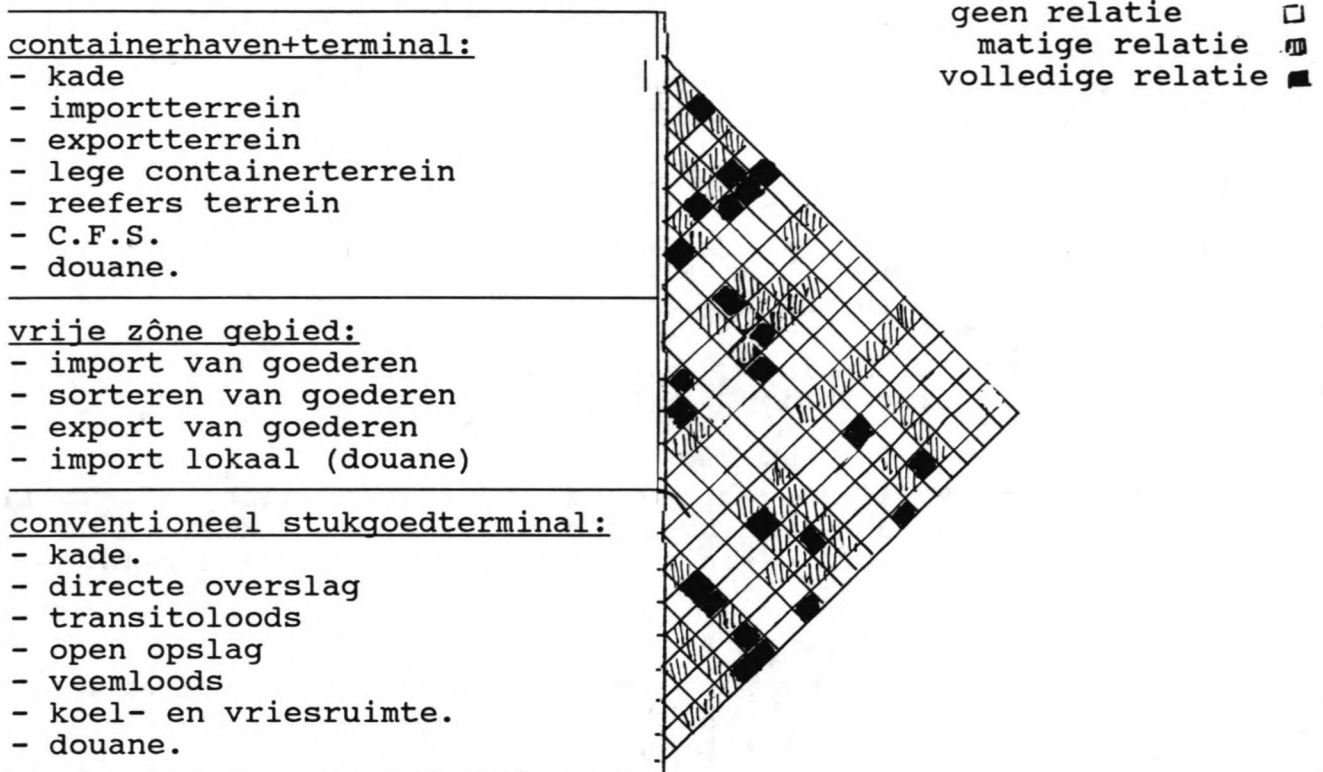 geen relatie
matige relatie
volledige relatie
containerhaven+terminal:
- kade
- importterrein
- exportterrein
- lege containerterrein
- reefers terrein
- C.F.S.
- douane.
vrije zône gebied:
- import van goederen
- sorteren van goederen
- export van goederen
- import lokaal (douane)
conventioneel stukgoedterminal:
- kade.
- directe overslag
- transitoloods
- open opslag
- veemloods
- koel- en vriesruimte.
- douane.